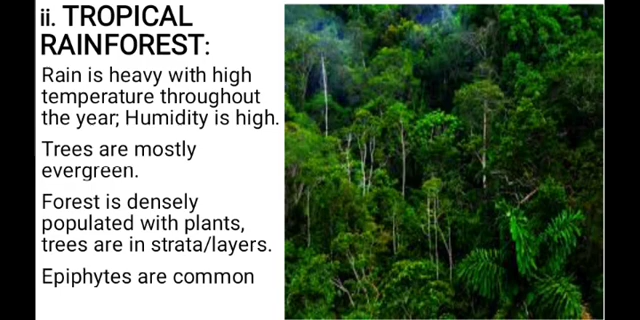 ii. TROPICAL
RAINFOREST:
Rain is heavy with high
temperature throughout
the year; Humidity is high.
Trees are mostly
evergreen.
Forest is densely
populated with plants,
trees are in strata/layers.
Epiphytes are common